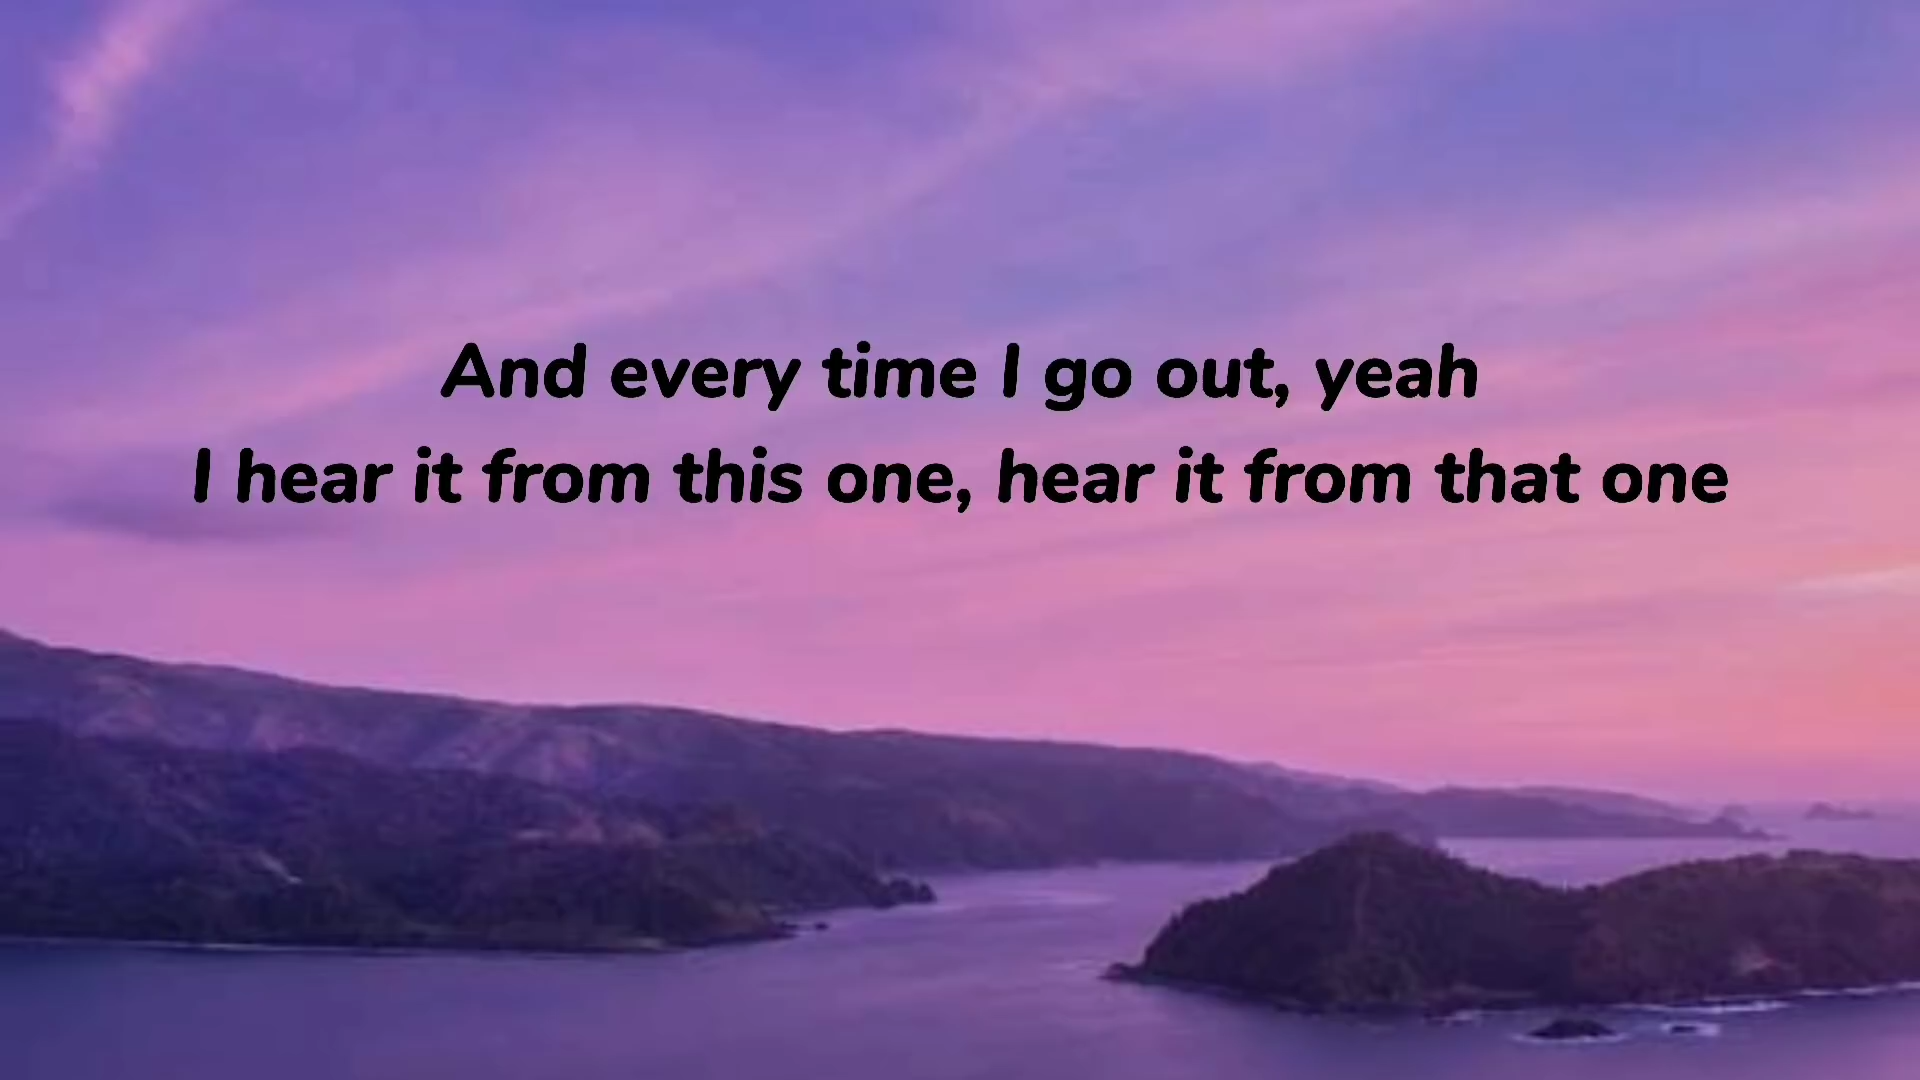 And every time I go out, yeah
I hear it from this one, hear it from that one